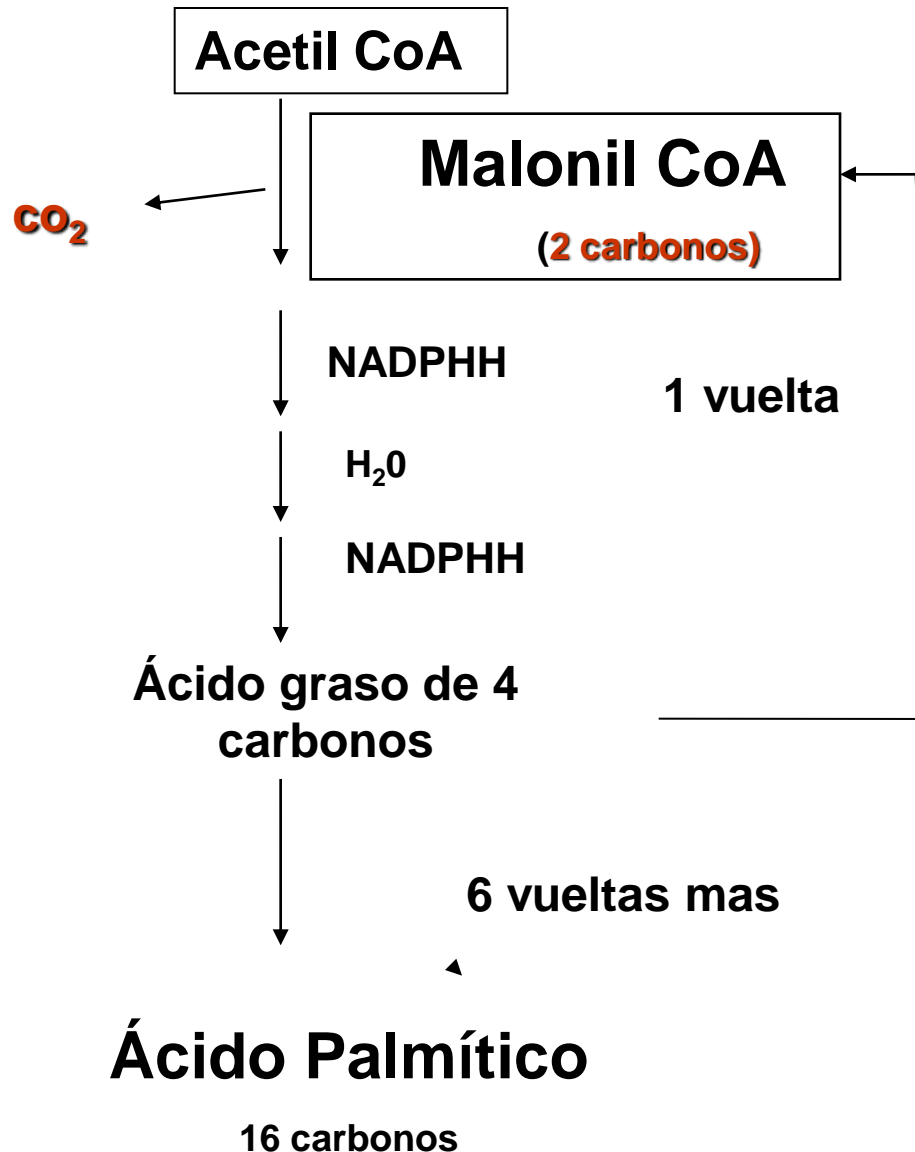 Acetil CoA
Malonil CoA
(2 carbonos)
co₂
NADPHH
1 vuelta
H₂0
NADPHH
Ácido graso de 4
carbonos
6 vueltas mas
Ácido Palmítico
16 carbonos